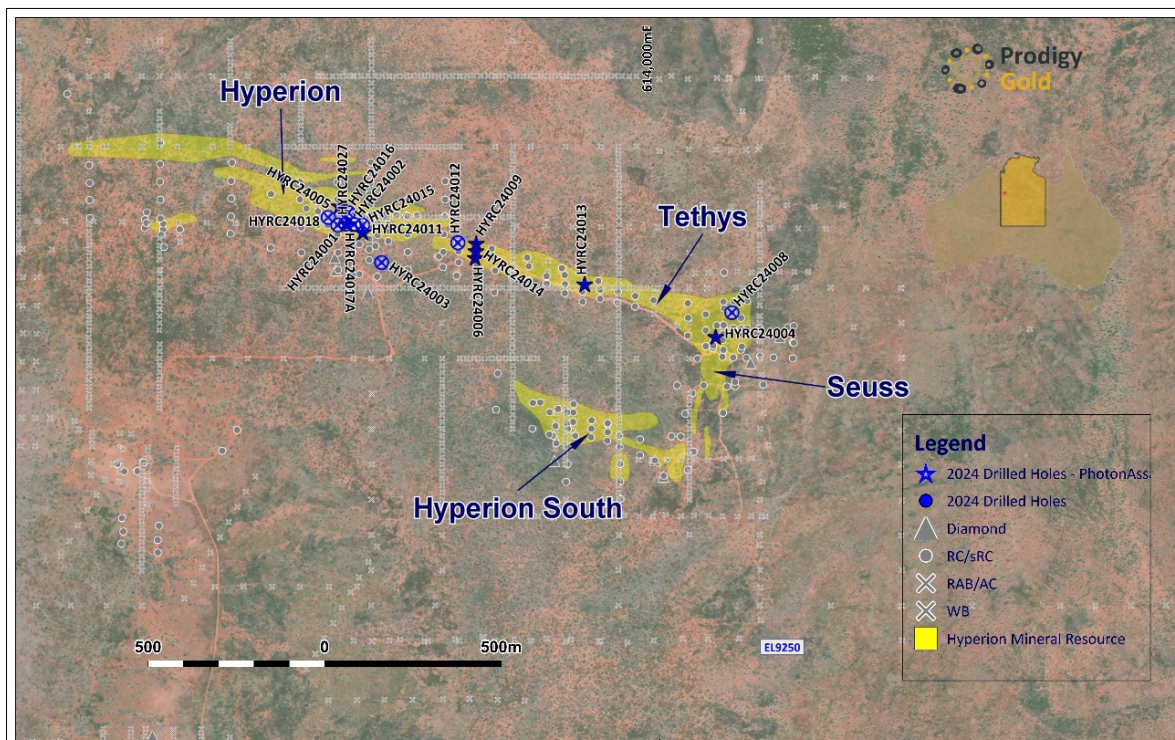 614,000mE
Prodigy
Gold
Hyperion
HYRC24027
HYRC24016
HYRC24005
HYRC24002
HYRC24015
HYRC24012
HYRC24009
HYRC24018
HYRC24011
HYRC24001
HYRC24017A
HYRC24003
HYRC24006
HYRC24014
HYRC24013
Tethys
HYRC24008
HYRC24004
Seuss
Hyperion South
Legend
2024 Drilled Holes - PhotonAss
2024 Drilled Holes
Diamond
RC/sRC
RAB/AC
WB
Hyperion Mineral Resource
500 0 500m
EL9250